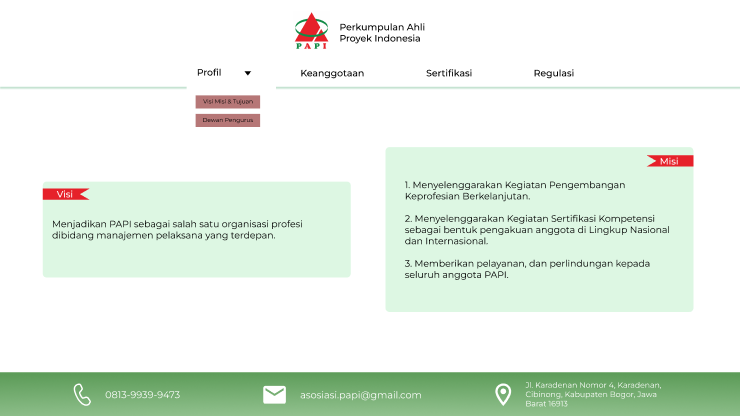 PAPI
Perkumpulan Ahli
Proyek Indonesia
Profil
Keanggotaan
Sertifikasi
Regulasi
Visi Misi & Tujuan
Dewan Pengurus
Visi
Menjadikan PAPI sebagai salah satu organisasi profesi
dibidang manajemen pelaksana yang terdepan.
Misi
1. Menyelenggarakan Kegiatan Pengembangan
Keprofesian Berkelanjutan.
2. Menyelenggarakan Kegiatan Sertifikasi Kompetensi
sebagai bentuk pengakuan anggota di Lingkup Nasional
dan Internasional.
3. Memberikan pelayanan, dan perlindungan kepada
seluruh anggota PAPI.
0813-9939-9473
asosiasi.papi@gmail.com
Jl. Karadenan Nomor 4, Karadenan,
Cibinong, Kabupaten Bogor, Jawa
Barat 16913